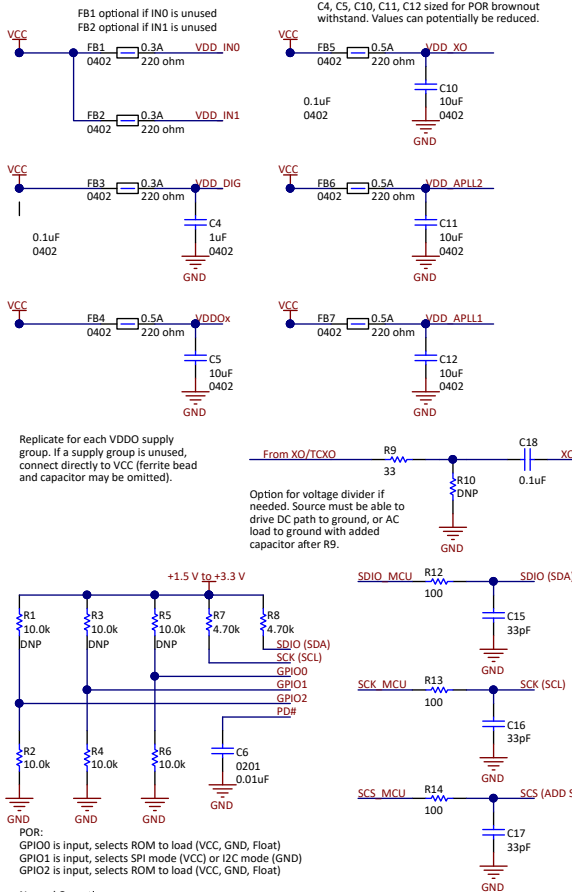 FB1 optional if IN0 is unused
FB2 optional if IN1 is unused
C4, C5, C10, C11, C12 sized for POR brownout
withstand. Values can potentially be reduced.
VCC
FB1
0402
0.3A
220 ohm
VDD_IN0
FB2
0402
0.3A
220 ohm
VDD_IN1
VCC
FB5
0402
0.5A
220 ohm
VDD_XO
0.1uF
0402
C10
10uF
0402
GND
VCC
FB3
0402
0.3A
220 ohm
VDD_DIG
0.1uF
0402
C4
1uF
0402
GND
VCC
FB6
0402
0.5A
220 ohm
VDD_APLL2
C11
10uF
0402
GND
VCC
FB4
0402
0.5A
220 ohm
VDDOx
C5
10uF
0402
GND
VCC
FB7
0402
0.5A
220 ohm
VDD_APLL1
C12
10uF
0402
GND
Replicate for each VDDO supply
group. If a supply group is unused,
connect directly to VCC (ferrite bead
and capacitor may be omitted).
From XO/TCXO
R9
33
R10
DNP
GND
C18
0.1uF
XO
Option for voltage divider if
needed. Source must be able to
drive DC path to ground, or AC
load to ground with added
capacitor after R9.
+1.5 V to +3.3 V
R1
10.0k
DNP
R3
10.0k
DNP
R5
10.0k
DNP
R7
4.70k
R8
4.70k
SDIO (SDA)
SCK (SCL)
GPIO0
GPIO1
GPIO2
PD#
R2
10.0k
GND
R4
10.0k
GND
R6
10.0k
GND
C6
0201
0.01uF
GND
SDIO_MCU
R12
100
SDIO (SDA)
C15
33pF
GND
SCK_MCU
R13
100
SCK (SCL)
C16
33pF
GND
SCS_MCU
R14
100
SCS (ADD S
C17
33pF
GND
POR:
GPIO0 is input, selects ROM to load (VCC, GND, Float)
GPIO1 is input, selects SPI mode (VCC) or I2C mode (GND)
GPIO2 is input, selects ROM to load (VCC, GND, Float)